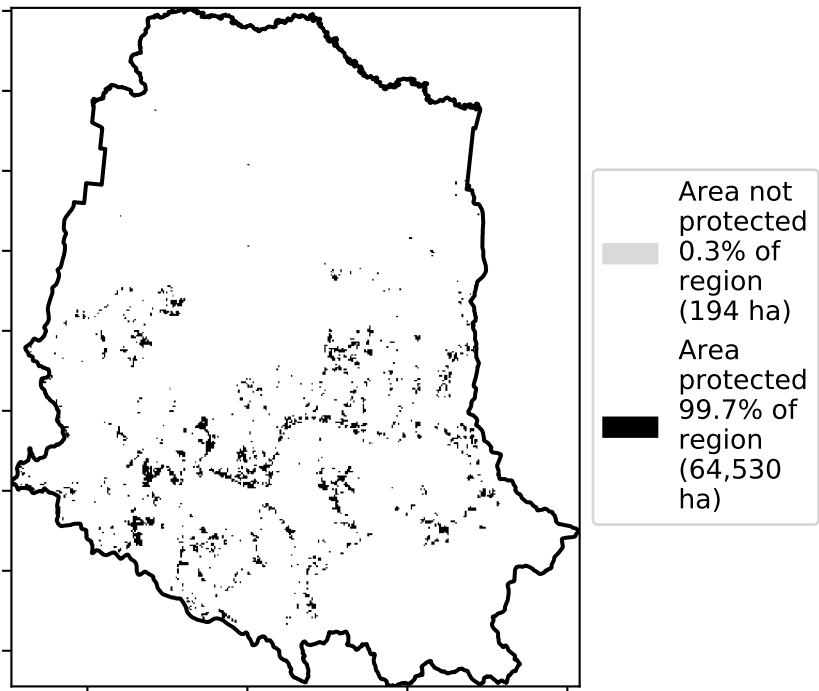 Area not
protected
0.3% of
region
(194 ha)
Area
protected
99.7% of
region
(64,530
ha)